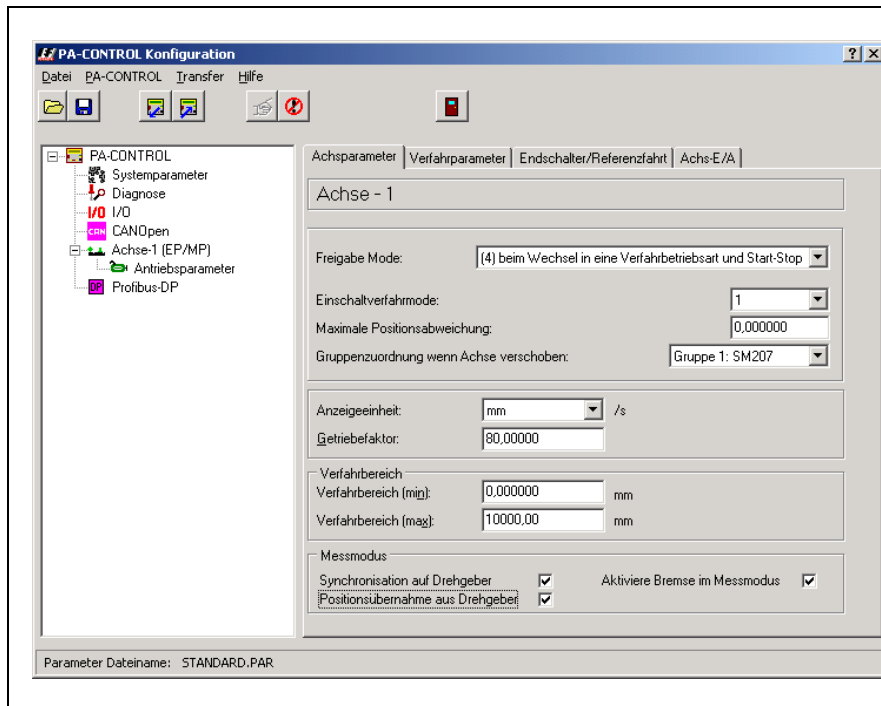 PA-CONTROL Konfiguration
Datei PA-CONTROL Transfer Hilfe
PA-CONTROL
Systemparameter
Diagnose
I/O I/O
CAN CANOpen
Achse-1 (EP/MP)
Antriebsparameter
DP Profibus-DP
Achsparameter Verfahrparameter Endschalter/Referenzfahrt Achs-E/A
Achse - 1
Freigabe Mode: (4) beim Wechsel in eine Verfahrbetriebsart und Start-Stop
Einschaltverfahrmode: 1
Maximale Positionsabweichung: 0,000000
Gruppenzuordnung wenn Achse verschoben: Gruppe 1: SM207
Anzeigeeinheit: mm /s
Getriebefaktor: 80,00000
Verfahrbereich
Verfahrbereich (min): 0,000000 mm
Verfahrbereich (max): 10000,00 mm
Messmodus
Synchronisation auf Drehgeber Aktiviere Bremse im Messmodus
Positionsübernahme aus Drehgeber
Parameter Dateiname: STANDARD.PAR